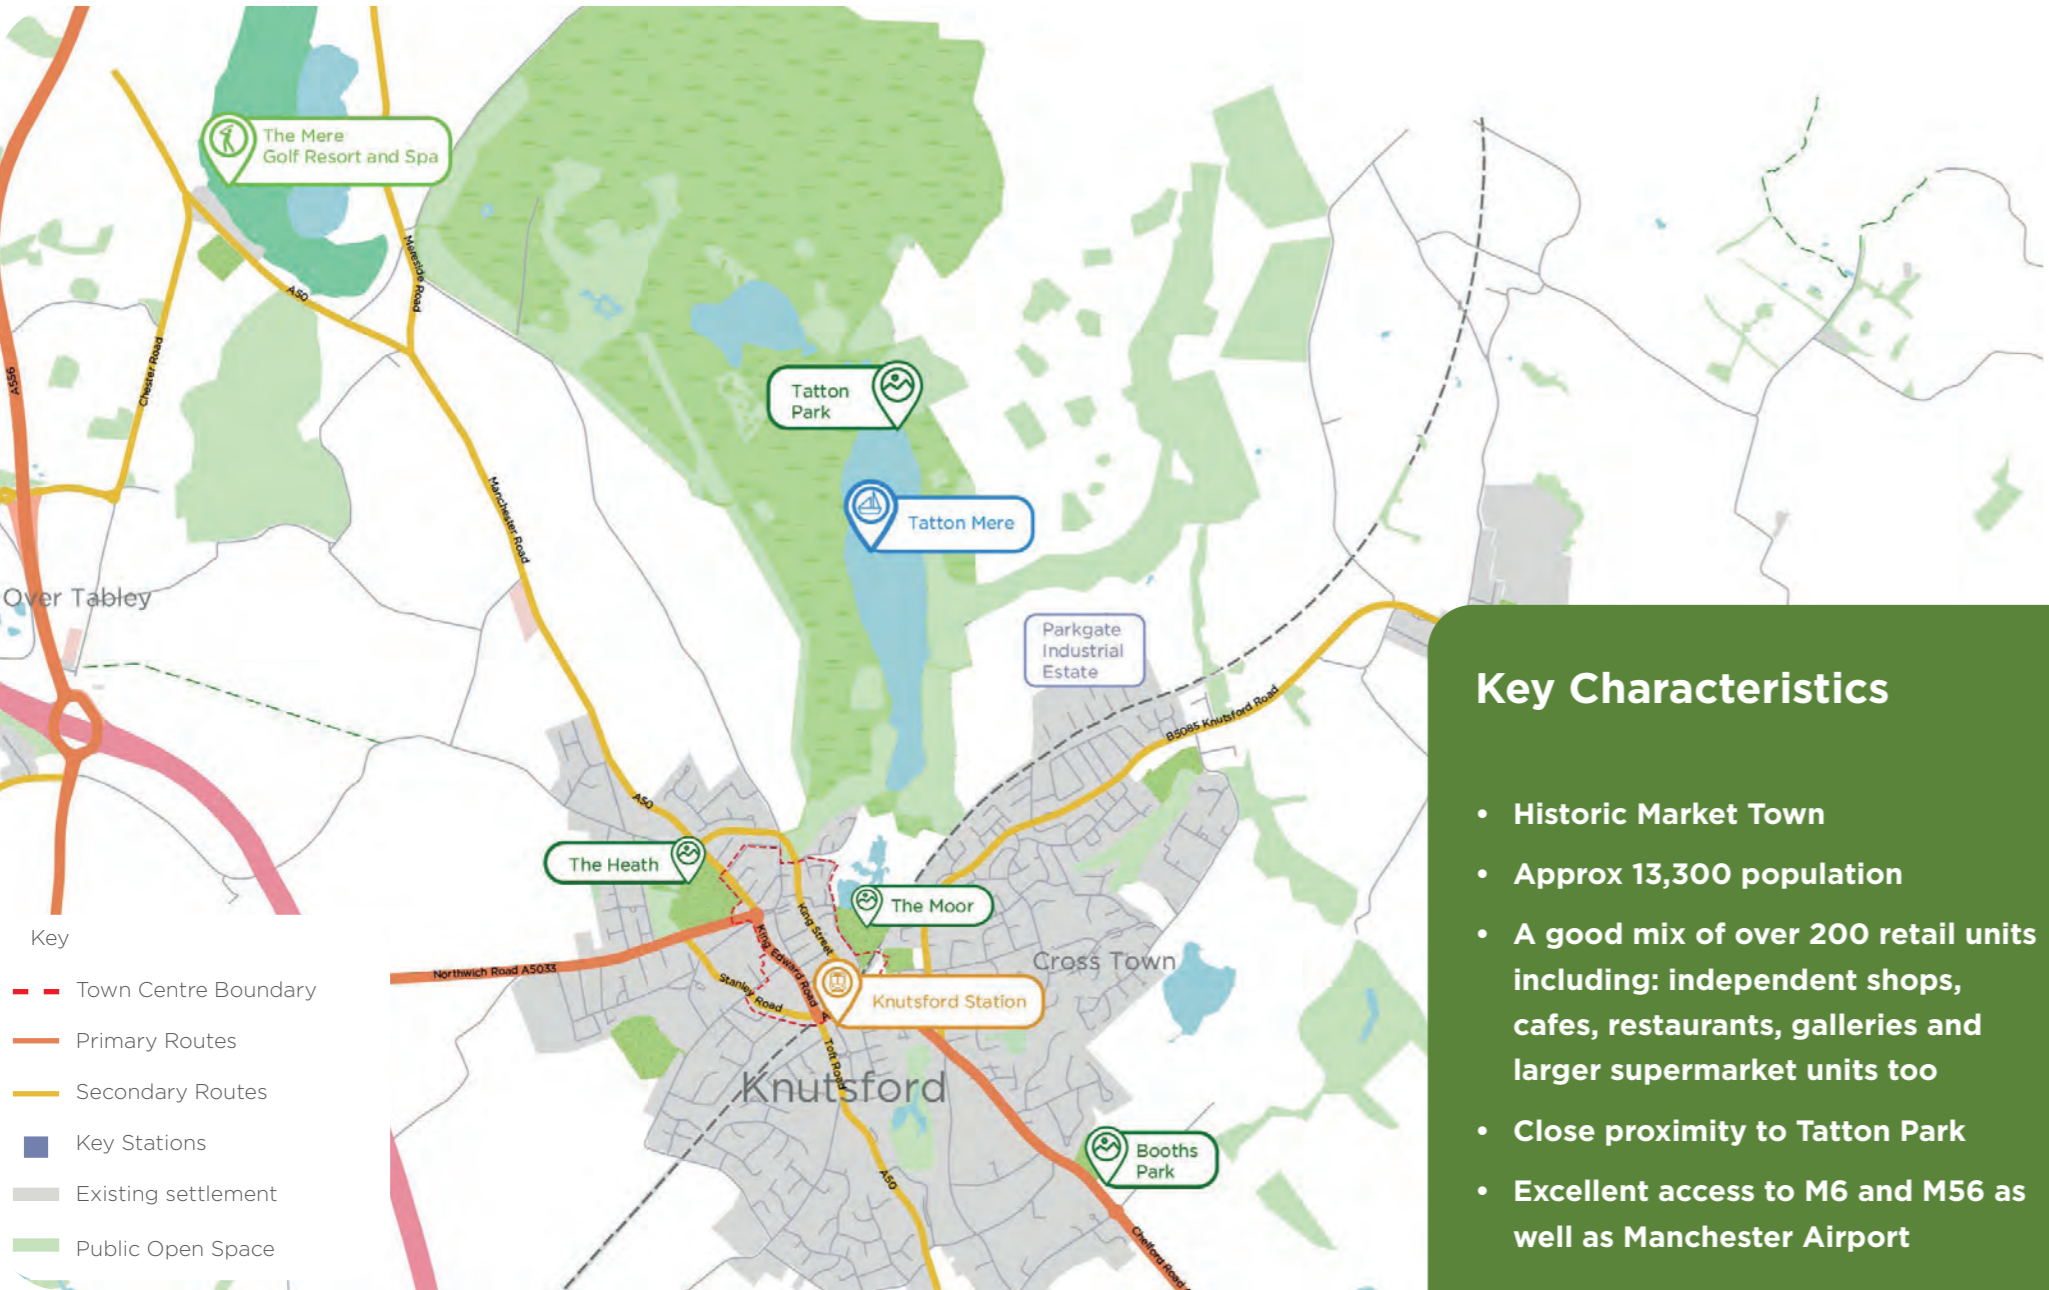 The Mere
Golf Resort and Spa
Mereside Road
A50
Chester Road
A556
Tatton
Park
Manchester Road
Tatton Mere
Over Tabley
Parkgate
Industrial
Estate
B5085 Knutsford Road
A50
The Heath
The Moor
King Street
King Edward Road
Northwich Road A5033
Stanley Road
Cross Town
Knutsford Station
Toft Road
Knutsford
A50
Booths
Park
Chelford Road
Key
Town Centre Boundary
Primary Routes
Secondary Routes
Key Stations
Existing settlement
Public Open Space
Key Characteristics
• Historic Market Town
• Approx 13,300 population
• A good mix of over 200 retail units
including: independent shops,
cafes, restaurants, galleries and
larger supermarket units too
• Close proximity to Tatton Park
• Excellent access to M6 and M56 as
well as Manchester Airport